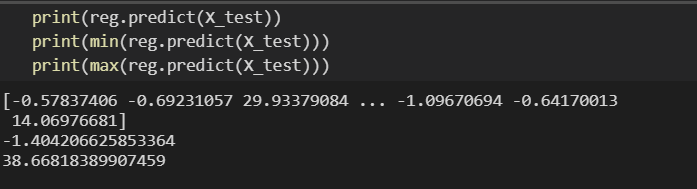 print(reg.predict(X_test))
print(min(reg.predict(X_test)))
print(max(reg.predict(X_test)))
[-0.57837406 -0.69231057 29.93379084 ... -1.09670694 -0.64170013
14.06976681]
-1.404206625853364
38.66818389907459